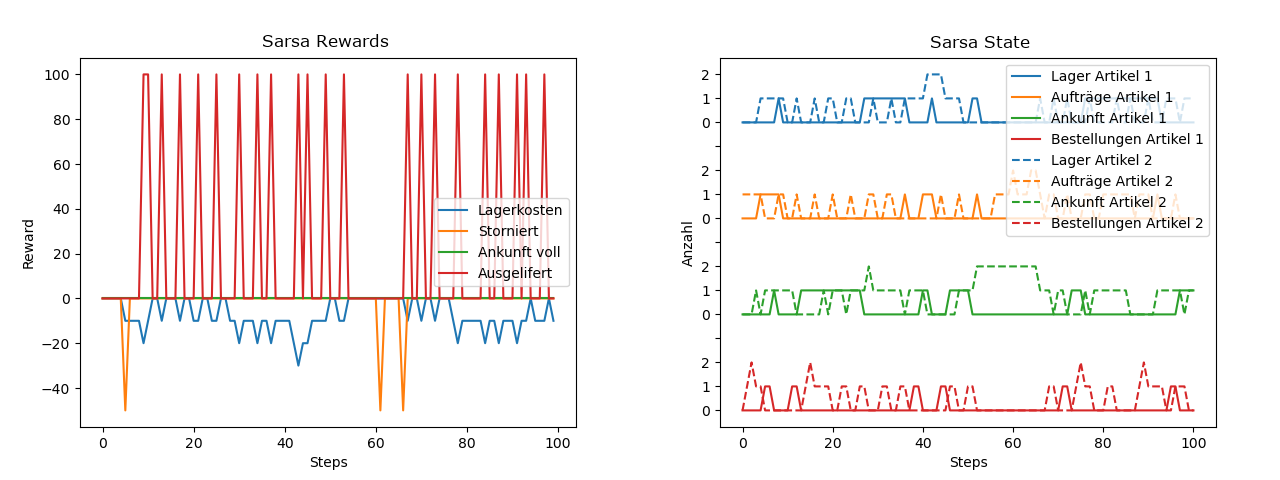 Sarsa Rewards
100
80
60
40
20
0
−20
−40
Reward
0
20
40
60
80
100
Steps
Lagerkosten
Storniert
Ankunft voll
Ausgelifert
Sarsa State
2
1
0
2
1
0
2
1
0
2
1
0
Anzahl
0
20
40
60
80
100
Steps
Lager Artikel 1
Aufträge Artikel 1
Ankunft Artikel 1
Bestellungen Artikel 1
Lager Artikel 2
Aufträge Artikel 2
Ankunft Artikel 2
Bestellungen Artikel 2